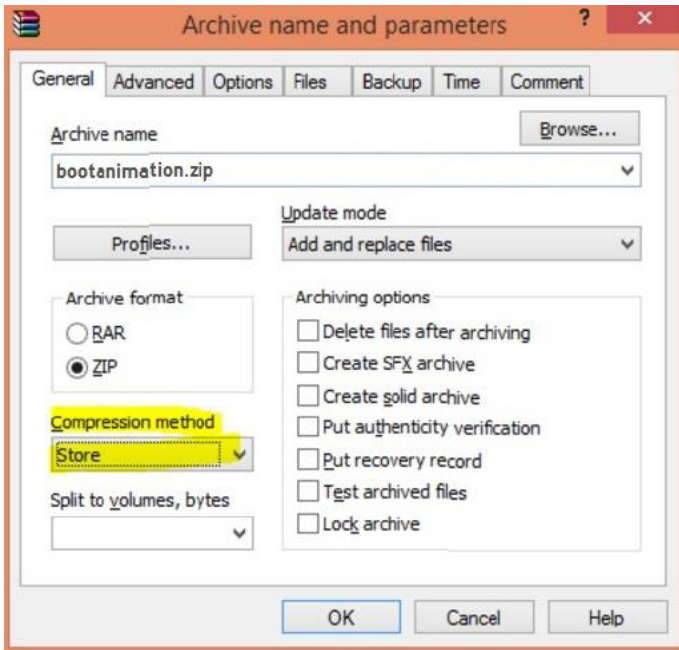 Archive name and parameters
?
General Advanced Options Files Backup Time Comment
Archive name
Browse...
bootanimation.zip
Profiles...
Update mode
Add and replace files
Archive format
RAR
ZIP
Compression method
Store
Split to volumes, bytes
Archiving options
Delete files after archiving
Create SFX archive
Create solid archive
Put authenticity verification
Put recovery record
Test archived files
Lock archive
OK Cancel Help